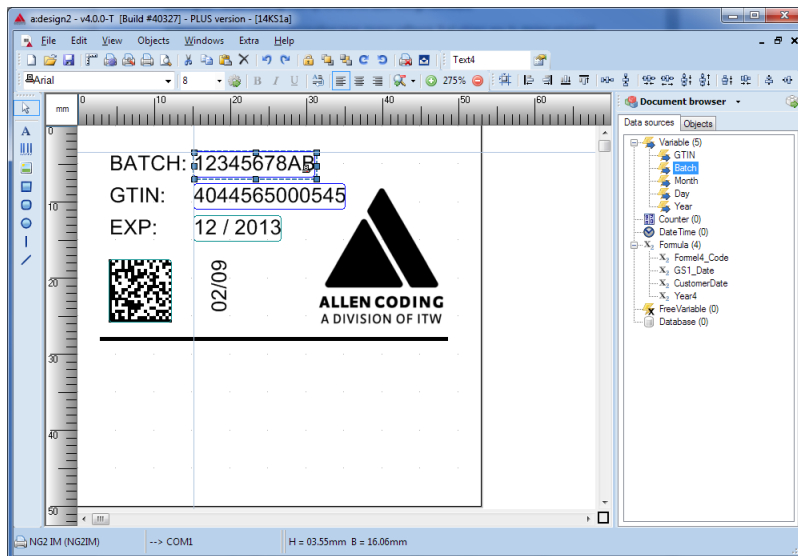 a:design2 - v4.0.0-T [Build #40327] - PLUS version - [14KS1a]
File Edit View Objects Windows Extra Help
Text4
Arial 8 B I U 275%
mm 0 10 20 30 40 50 60
Document browser
Data sources Objects
Variable (5)
GTIN
Batch
Month
Day
Year
Counter (0)
DateTime (0)
Formula (4)
Formel4_Code
GS1_Date
CustomerDate
Year4
FreeVariable (0)
Database (0)
0
10
20
30
40
50
BATCH: 12345678AB
GTIN: 4044565000545
EXP: 12 / 2013
02/09
ALLEN CODING
A DIVISION OF ITW
NG2 IM (NG2IM) --> COM1 H = 03.55mm B = 16.06mm